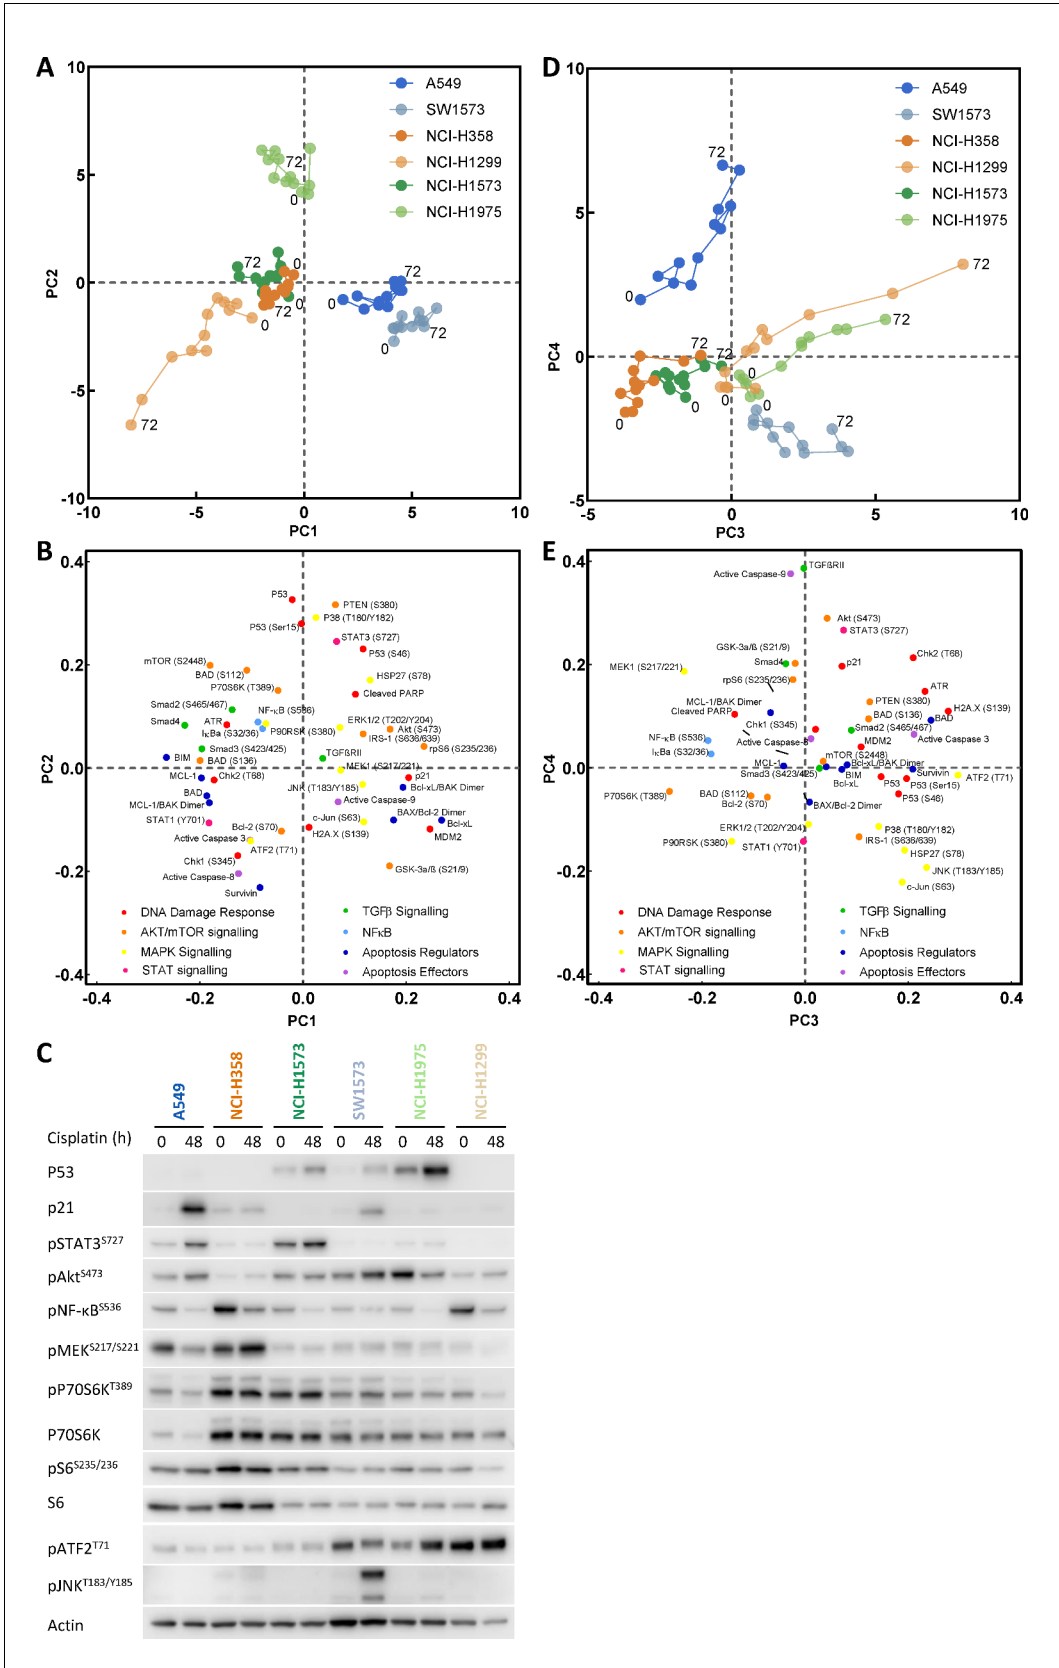 A
10
5
0
-5
-10
-10
-5
0
5
10
PC2
PC1
A549
SW1573
NCI-H358
NCI-H1299
NCI-H1573
NCI-H1975
72
0
72
0
0
72
0
72
0
72
0
72
D
10
5
0
-5
-5
0
5
10
PC4
PC3
A549
SW1573
NCI-H358
NCI-H1299
NCI-H1573
NCI-H1975
72
0
72
72
72
72
0
0
0
0
72
B
0.4
0.2
0.0
-0.2
-0.4
-0.4
-0.2
0.0
0.2
0.4
PC2
PC1
P53
PTEN (S380)
P38 (T180/Y182)
P53 (Ser15)
STAT3 (S727)
P53 (S46)
mTOR (S2448)
BAD (S112)
HSP27 (S78)
P70S6K (T389)
Cleaved PARP
Smad2 (S465/467)
NF-κB (S536)
Smad4
ATR
ERK1/2 (T202/Y204)
IκBa (S32/36)
P90RSK (S380)
Akt (S473)
IRS-1 (S636/639)
Smad3 (S423/425)
rpS6 (S235/236)
BIM
BAD (S136)
TGFßRII
MEK1 (S217/221)
MCL-1
Chk2 (T68)
p21
JNK (T183/Y185)
Bcl-xL/BAK Dimer
BAD
Active Caspase-9
MCL-1/BAK Dimer
BAX/Bcl-2 Dimer
STAT1 (Y701)
c-Jun (S63)
Bcl-xL
Bcl-2 (S70)
H2A.X (S139)
MDM2
Active Caspase 3
ATF2 (T71)
Chk1 (S345)
GSK-3a/ß (S21/9)
Active Caspase-8
Survivin
DNA Damage Response
AKT/mTOR signalling
MAPK Signalling
STAT signalling
TGFβ Signalling
NFκB
Apoptosis Regulators
Apoptosis Effectors
E
0.4
0.2
0.0
-0.2
-0.4
-0.4
-0.2
0.0
0.2
0.4
PC4
PC3
TGFßRII
Active Caspase-9
Akt (S473)
STAT3 (S727)
GSK-3a/ß (S21/9)
Smad4
Chk2 (T68)
MEK1 (S217/221)
p21
rpS6 (S235/236)
ATR
MCL-1/BAK Dimer
PTEN (S380)
Cleaved PARP
H2A.X (S139)
BAD (S136)
BAD
Chk1 (S345)
Smad2 (S465/467)
NF-κB (S536)
Active Caspase-8
Active Caspase 3
MDM2
IκBa (S32/36)
mTOR (S2448)
MCL-1
Bcl-xL/BAK Dimer
Smad3 (S423/425)
BIM
Survivin
ATF2 (T71)
Bcl-xL
P53
P53 (Ser15)
P70S6K (T389)
BAD (S112)
P53 (S46)
Bcl-2 (S70)
BAX/Bcl-2 Dimer
ERK1/2 (T202/Y204)
P38 (T180/Y182)
P90RSK (S380)
IRS-1 (S636/639)
STAT1 (Y701)
HSP27 (S78)
JNK (T183/Y185)
c-Jun (S63)
DNA Damage Response
AKT/mTOR signalling
MAPK Signalling
STAT signalling
TGFβ Signalling
NFκB
Apoptosis Regulators
Apoptosis Effectors
C
A549
NCI-H358
NCI-H1573
SW1573
NCI-H1975
NCI-H1299
Cisplatin (h) 0 48 0 48 0 48 0 48 0 48 0 48
P53
p21
pSTAT3S727
pAktS473
pNF-κBS536
pMEKS217/S221
pP70S6KT389
P70S6K
pS6S235/236
S6
pATF2T71
pJNKT183/Y185
Actin